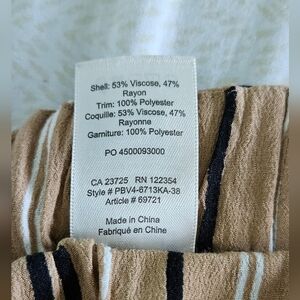 Shell: 53% Viscose, 47%
Rayon
Trim: 100% Polyester
Coquille: 53% Viscose, 47%
Rayonne
Garniture: 100% Polyester
PO 4500093000
CA 23725 RN 122354
Style # PBV4-6713KA-38
Article # 69721
Made in China
Fabriqué en Chine